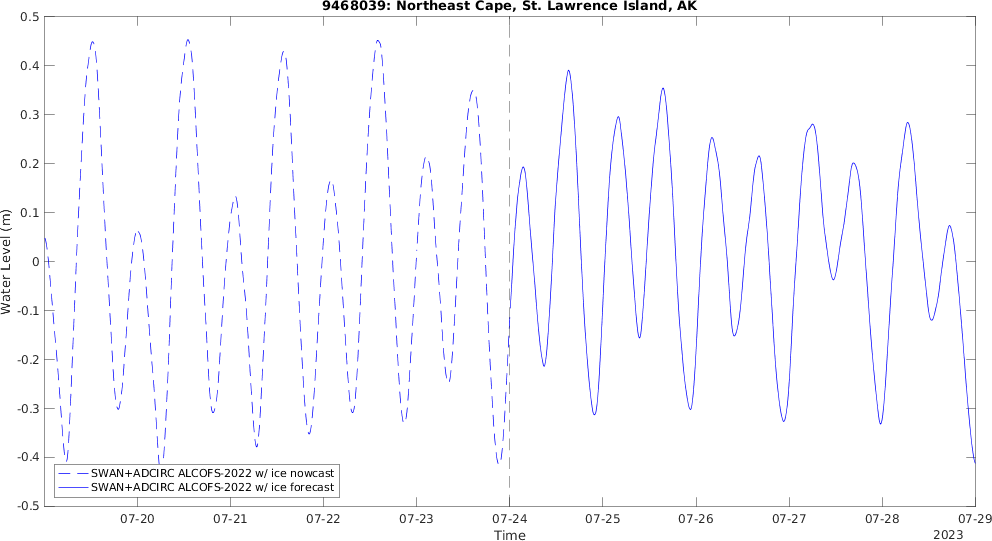 9468039: Northeast Cape, St. Lawrence Island, AK
0.5
0.4
0.3
0.2
0.1
0
-0.1
-0.2
-0.3
-0.4
-0.5
Water Level (m)
SWAN+ADCIRC ALCOFS-2022 w/ ice nowcast
SWAN+ADCIRC ALCOFS-2022 w/ ice forecast
07-20 07-21 07-22 07-23 07-24 07-25 07-26 07-27 07-28 07-29
Time
2023